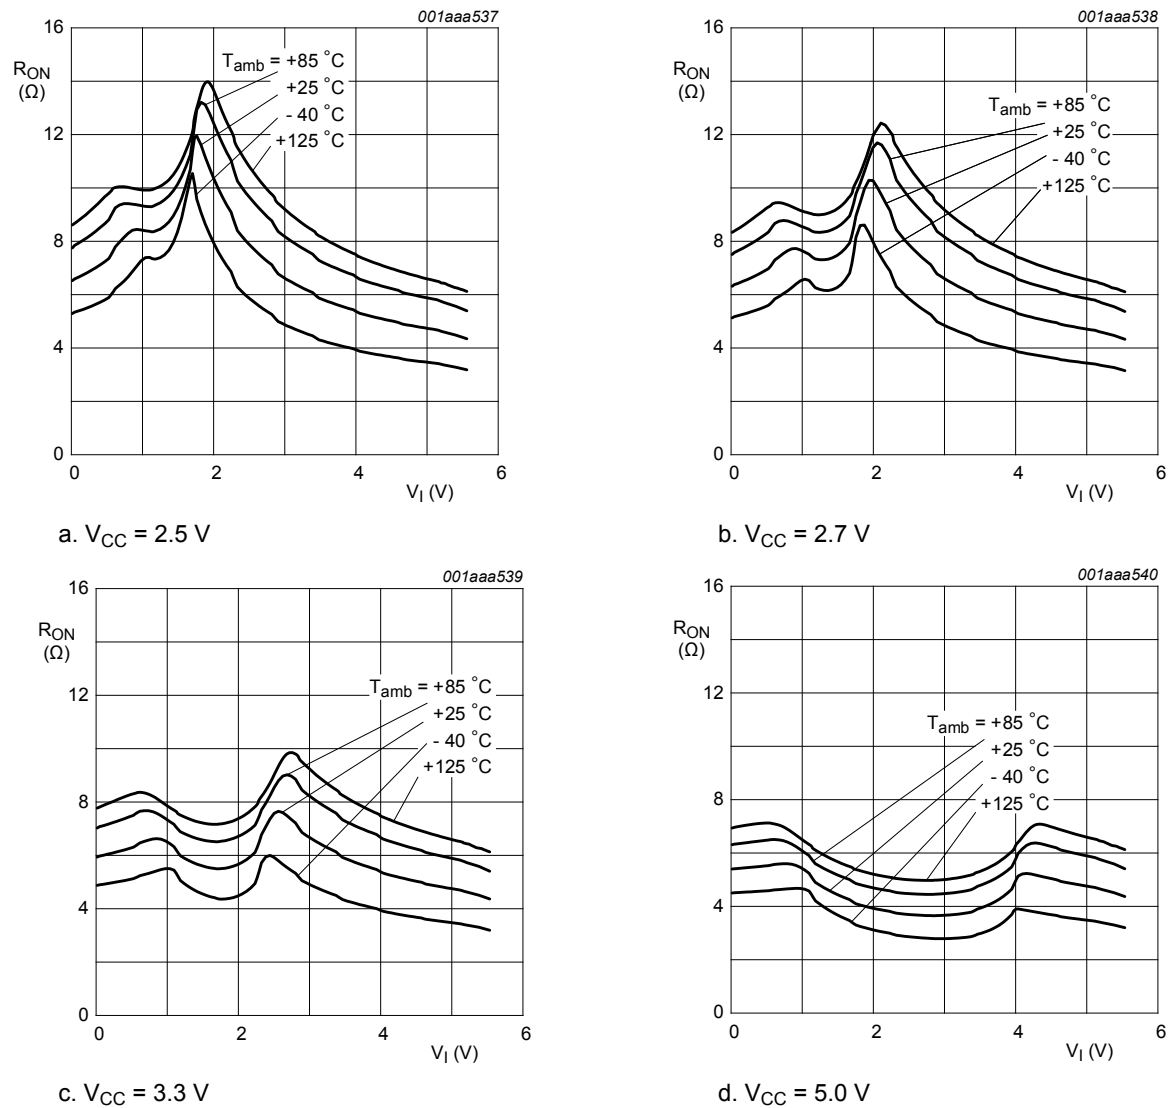 001aaa537
16
R_ON
(Ω)
T_amb = +85 °C
+25 °C
- 40 °C
+125 °C
12
8
4
0
0 2 4 6
V_I (V)
a. V_CC = 2.5 V
001aaa538
16
R_ON
(Ω)
T_amb = +85 °C
+25 °C
- 40 °C
+125 °C
12
8
4
0
0 2 4 6
V_I (V)
b. V_CC = 2.7 V
001aaa539
16
R_ON
(Ω)
12
T_amb = +85 °C
+25 °C
- 40 °C
+125 °C
8
4
0
0 2 4 6
V_I (V)
c. V_CC = 3.3 V
001aaa540
16
R_ON
(Ω)
12
T_amb = +85 °C
+25 °C
- 40 °C
+125 °C
8
4
0
0 2 4 6
V_I (V)
d. V_CC = 5.0 V